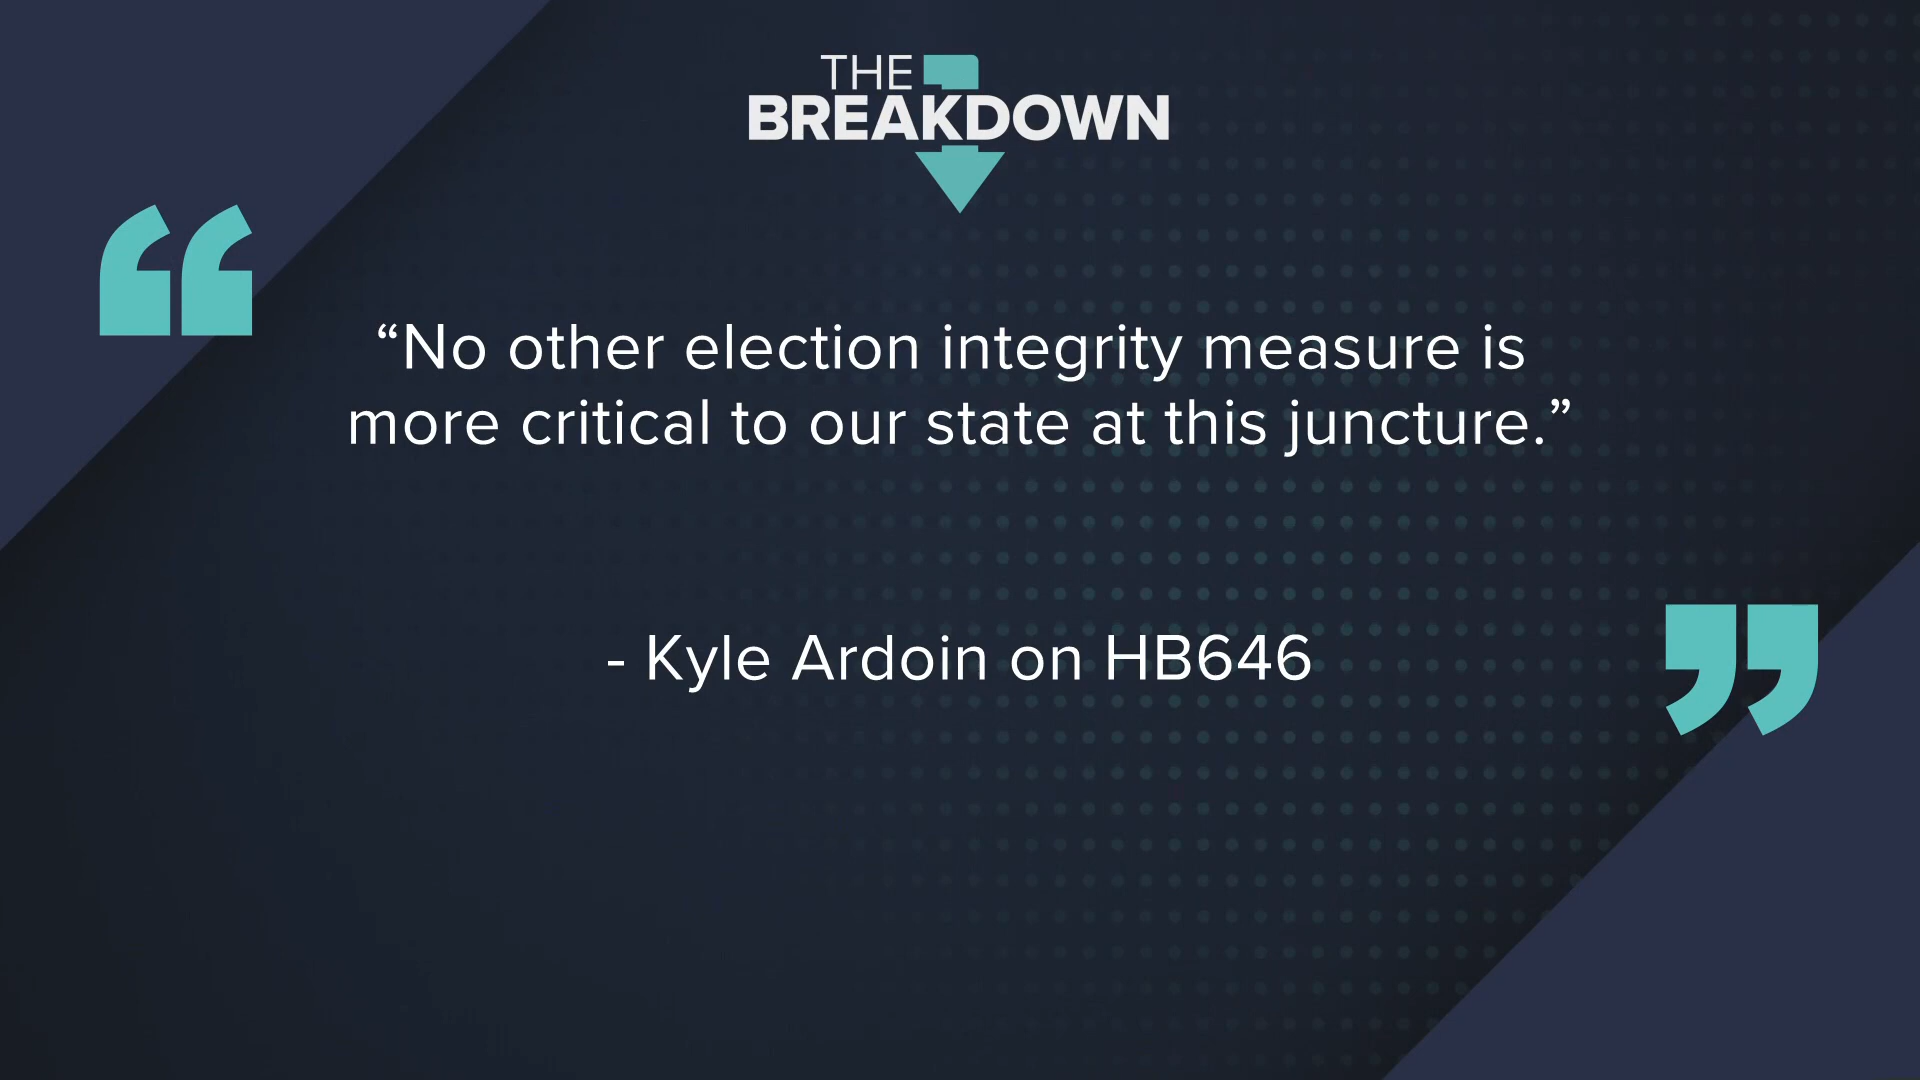 THE
BREAKDOWN
“No other election integrity measure is
more critical to our state at this juncture.”
- Kyle Ardoin on HB646